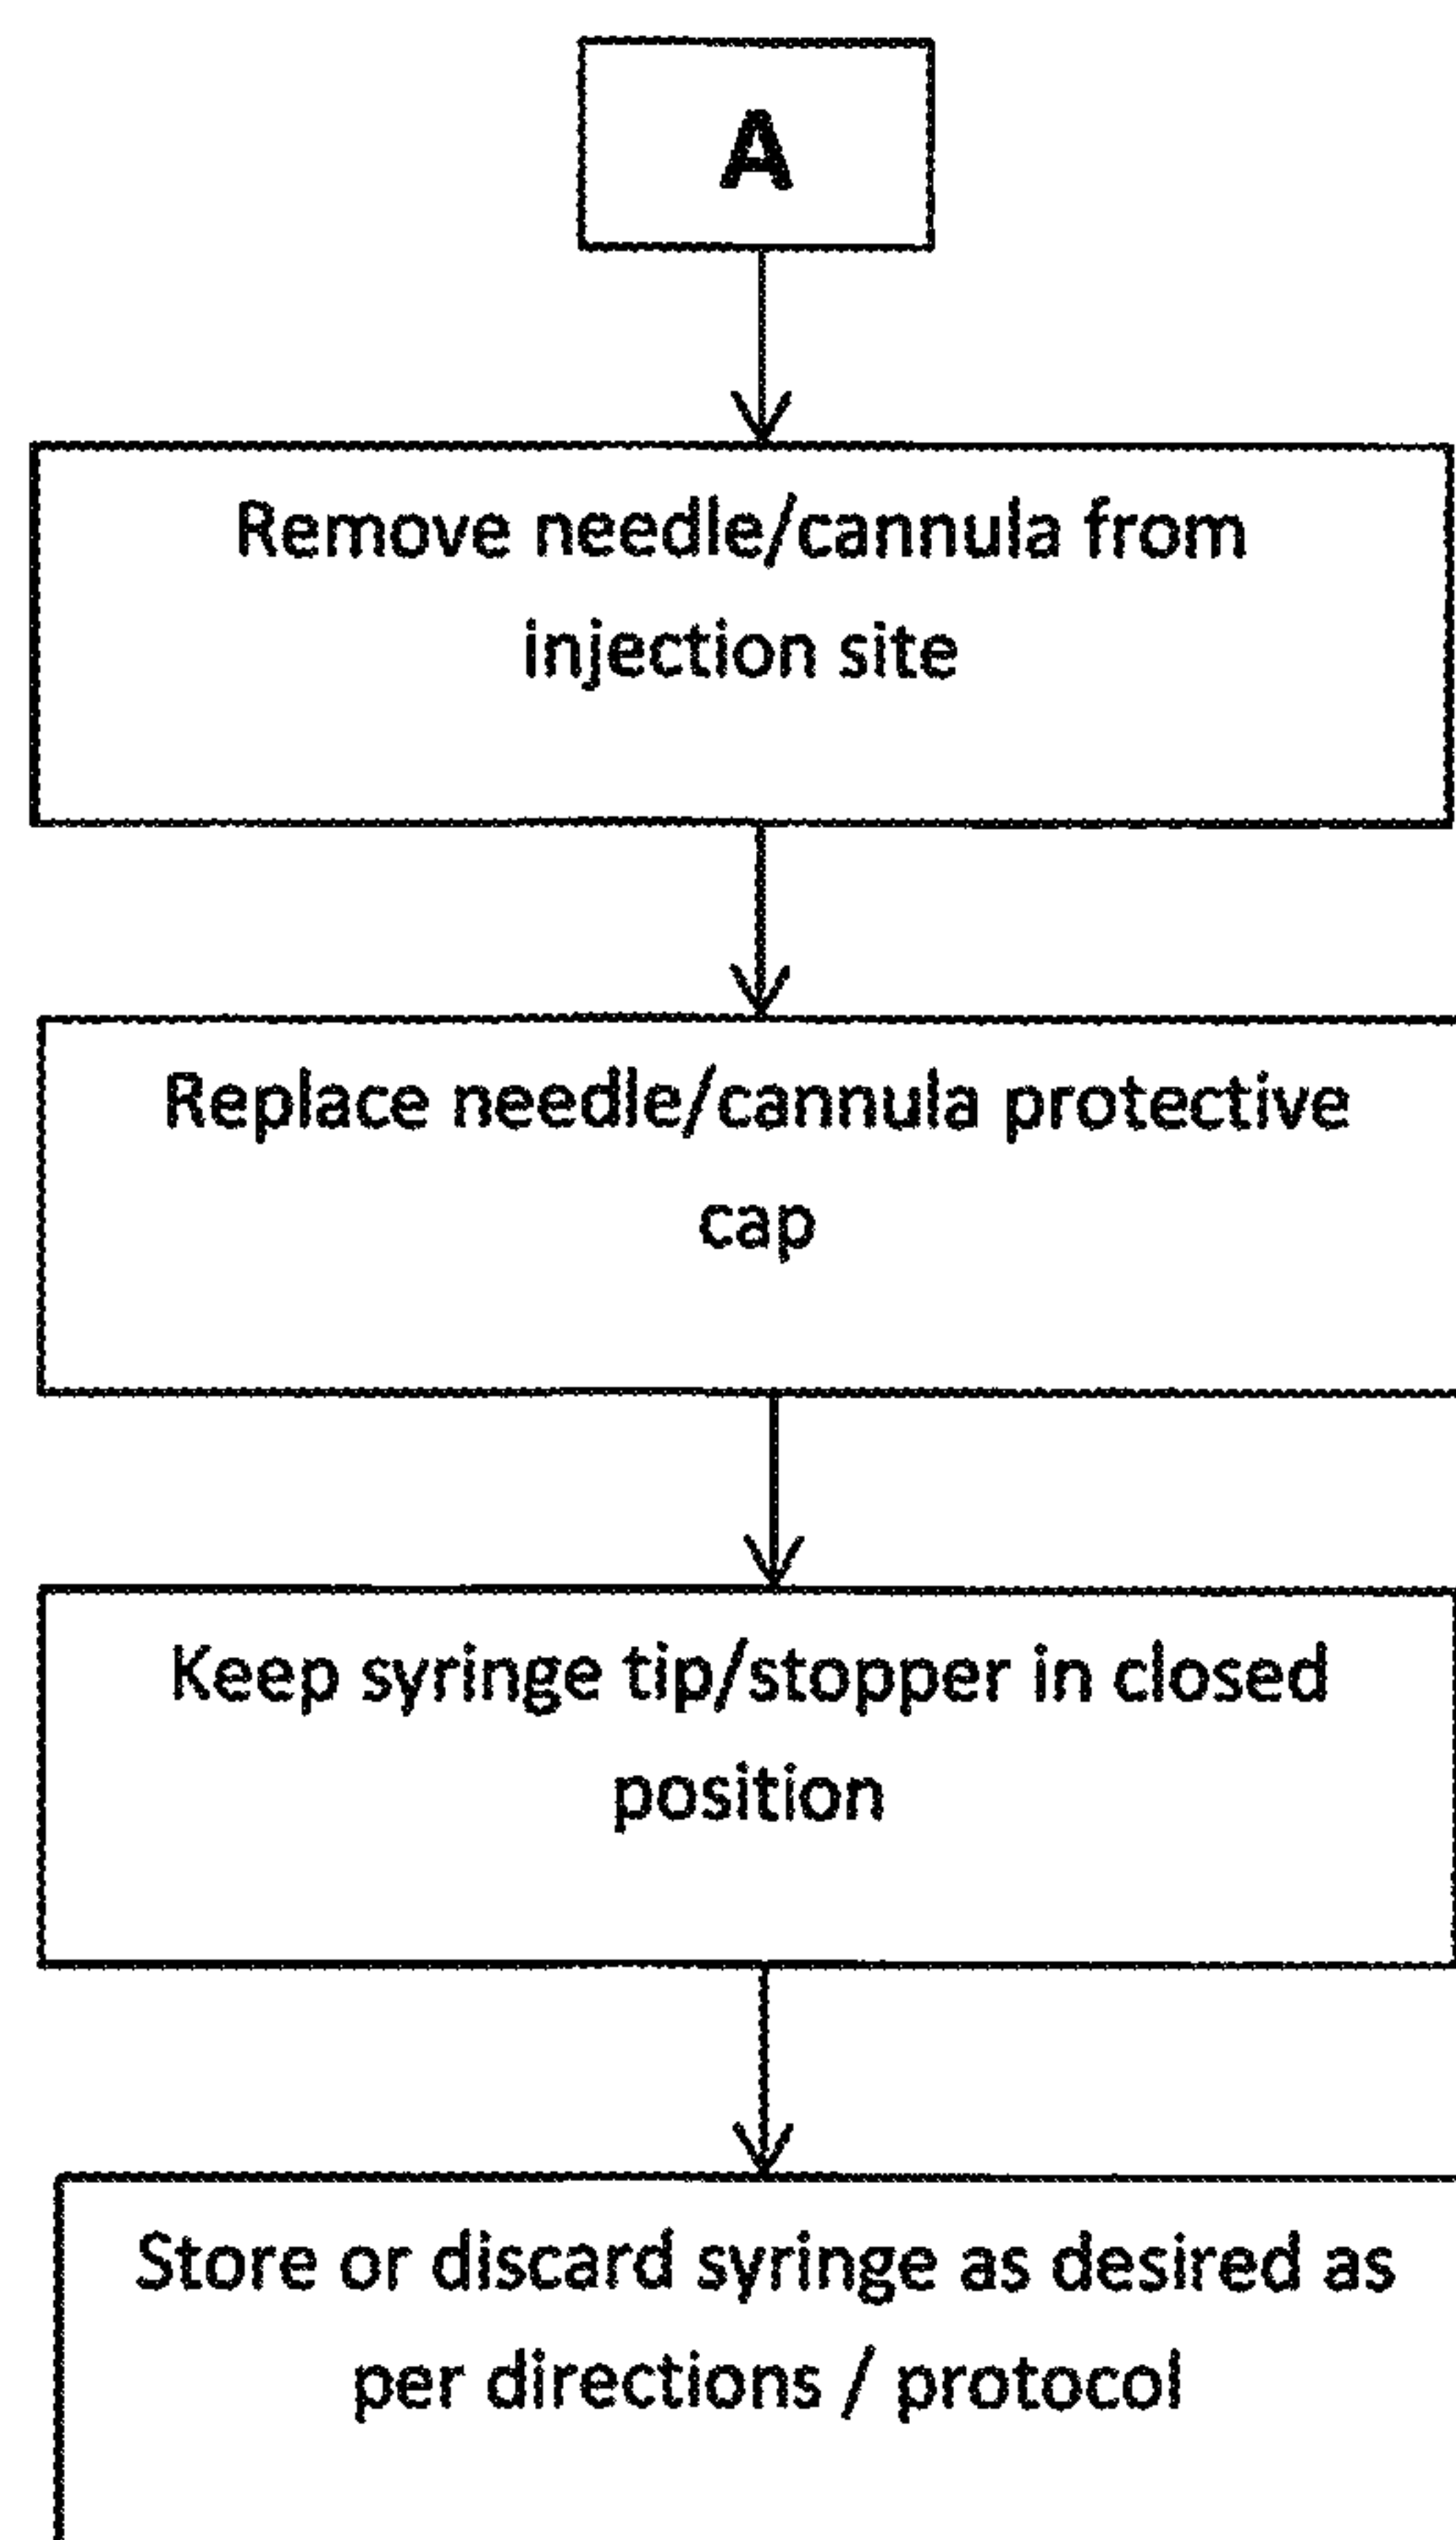 A
Remove needle/cannula from
injection site
Replace needle/cannula protective
cap
Keep syringe tip/stopper in closed
position
Store or discard syringe as desired as
per directions / protocol